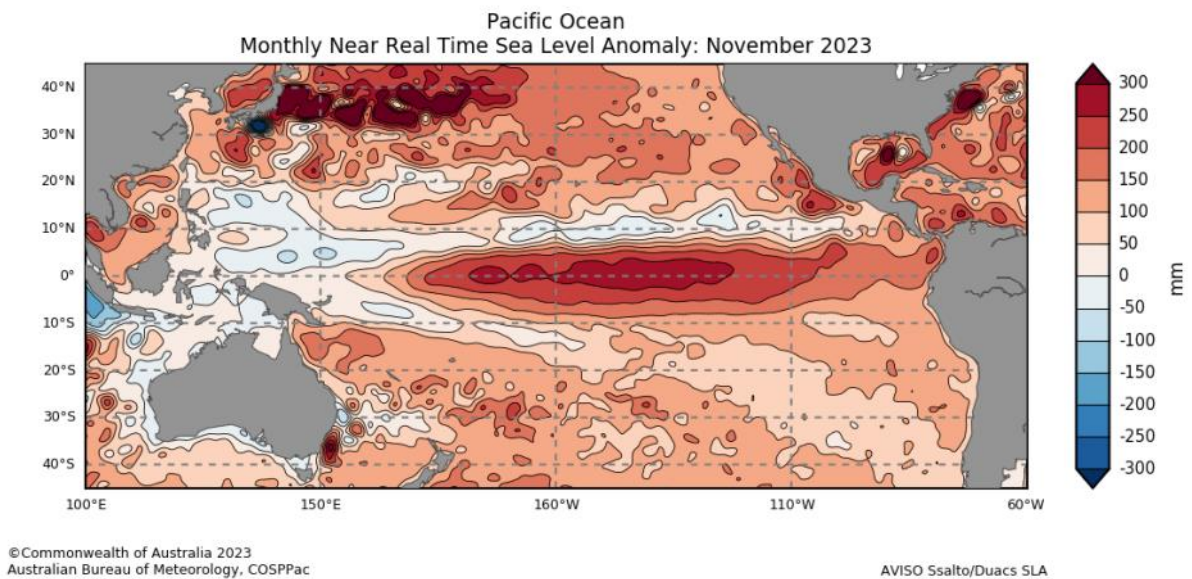 Pacific Ocean
Monthly Near Real Time Sea Level Anomaly: November 2023
40°N
30°N
20°N
10°N
0°
10°S
20°S
30°S
40°S
100°E 150°E 160°W 110°W 60°W
300
250
200
150
100
50
0
-50
-100
-150
-200
-250
-300
mm
©Commonwealth of Australia 2023
Australian Bureau of Meteorology, COSPPac
AVISO Ssalto/Duacs SLA